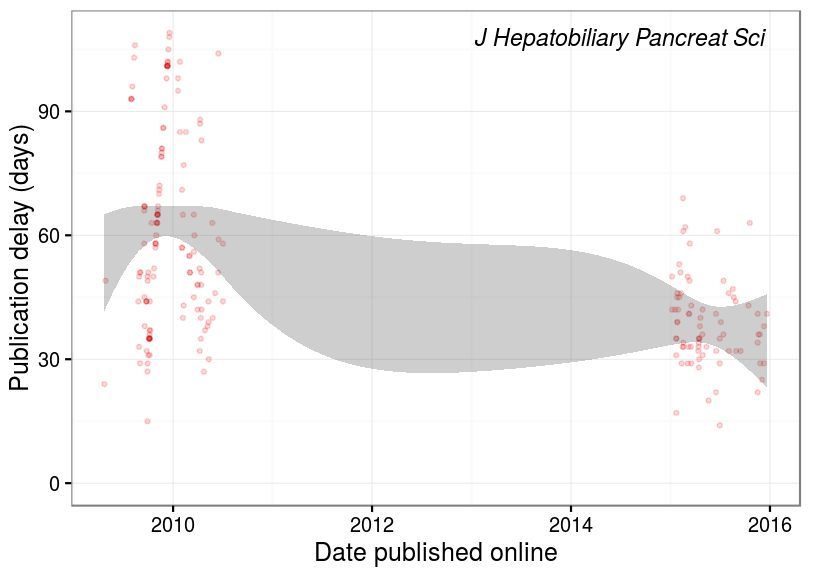 J Hepatobiliary Pancreat Sci
Publication delay (days)
90
60
30
0
2010 2012 2014 2016
Date published online